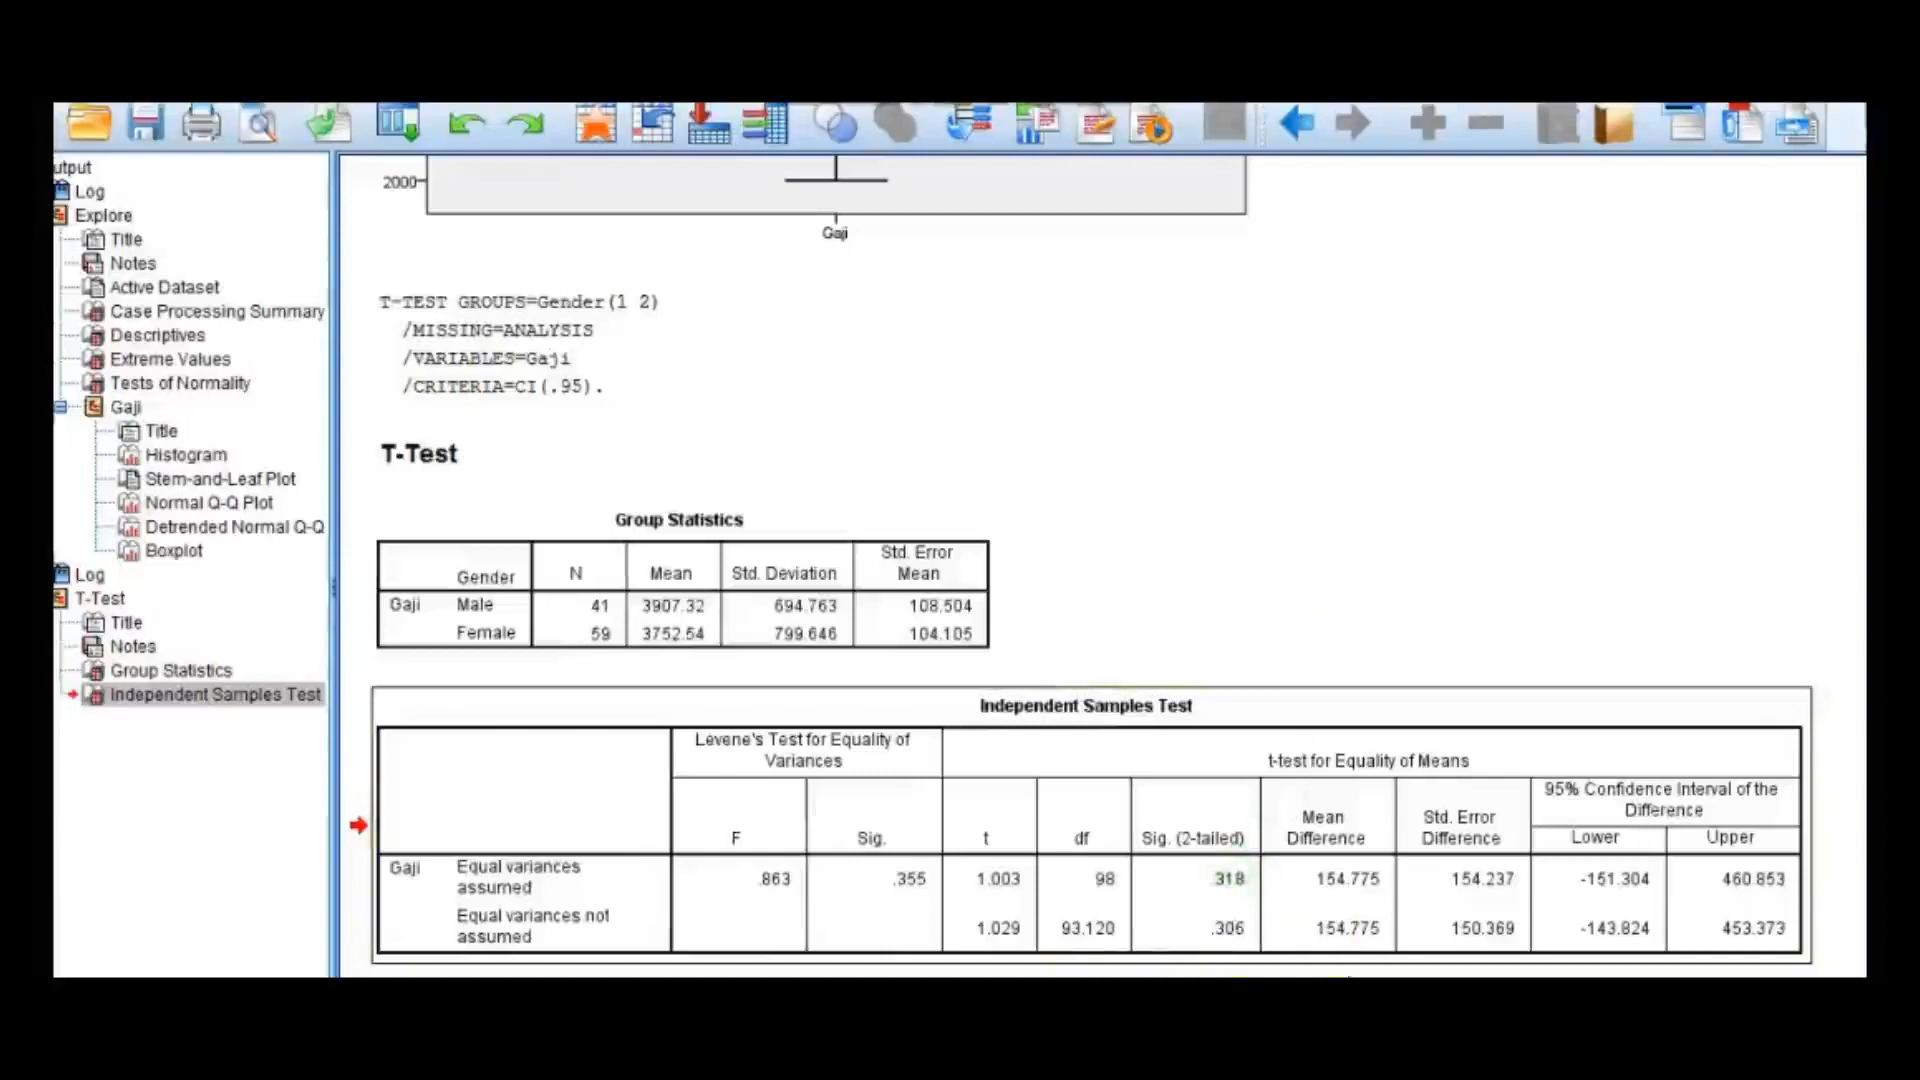 utput
Log
Explore
Title
Notes
Active Dataset
Case Processing Summary
Descriptives
Extreme Values
Tests of Normality
Gaji
Title
Histogram
Stem-and-Leaf Plot
Normal Q-Q Plot
Detrended Normal Q-Q
Boxplot
Log
T-Test
Title
Notes
Group Statistics
Independent Samples Test
2000
Gaji
T-TEST GROUPS=Gender(1 2)
/MISSING=ANALYSIS
/VARIABLES=Gaji
/CRITERIA=CI(.95).
T-Test
Group Statistics
Gender N Mean Std. Deviation Std. Error Mean
Gaji Male 41 3907.32 694.763 108.504
Female 59 3752.54 799.646 104.105
Independent Samples Test
Levene's Test for Equality of Variances
t-test for Equality of Means
95% Confidence Interval of the Difference
F Sig. t df Sig. (2-tailed) Mean Difference Std. Error Difference Lower Upper
Gaji Equal variances assumed .863 .355 1.003 98 .318 154.775 154.237 -151.304 460.853
Equal variances not assumed 1.029 93.120 .306 154.775 150.369 -143.824 453.373